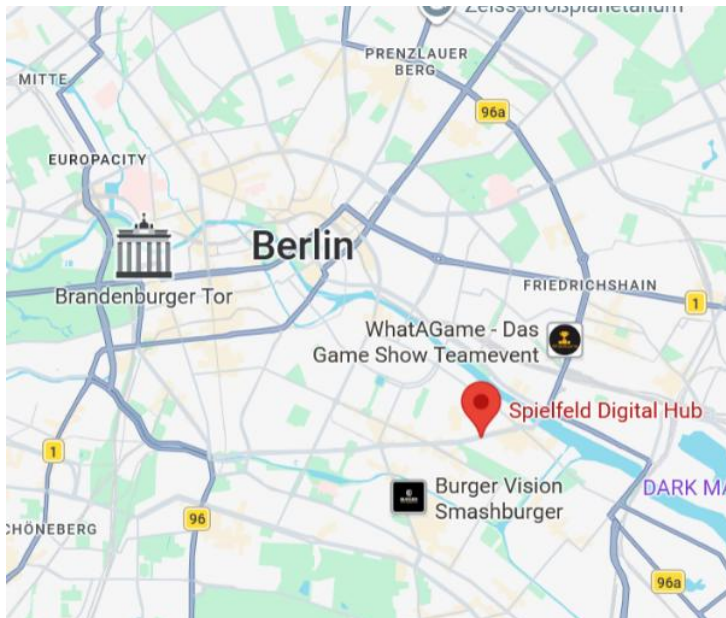 Zeiss-Großplanetarium
PRENZLAUER
BERG
MITTE
96a
EUROPACITY
Berlin
Brandenburger Tor
FRIEDRICHSHAIN
1
WhatAGame - Das
Game Show Teamevent
Spielfeld Digital Hub
1
Burger Vision
Smashburger
DARK MA
96
CHÖNEBERG
96a